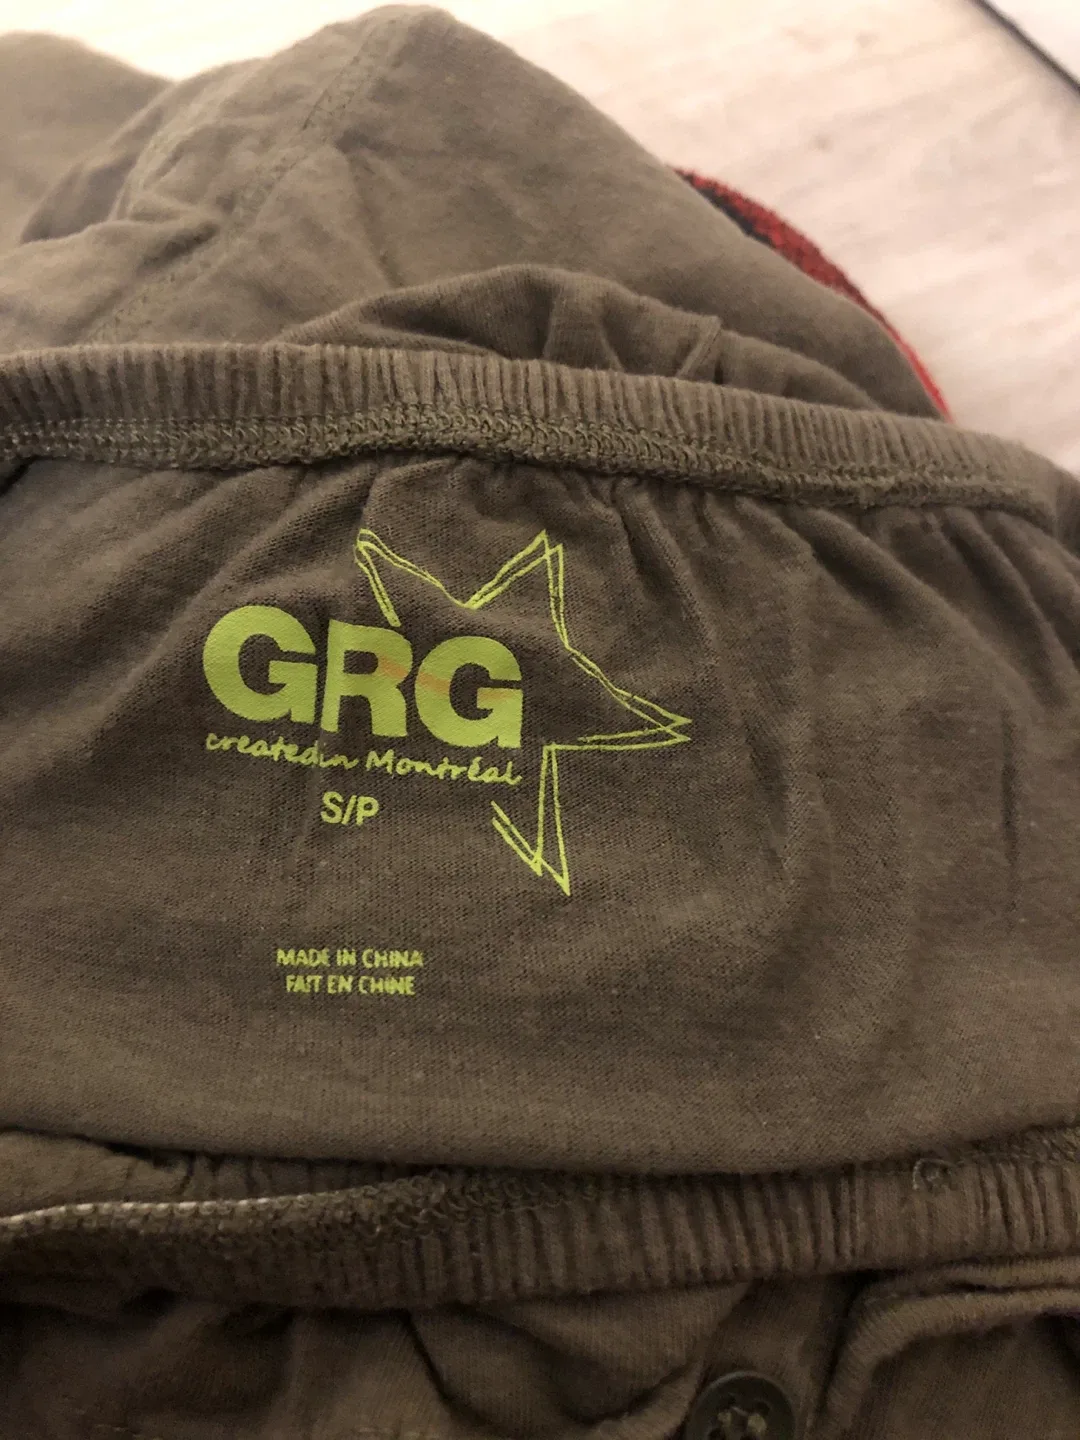 GRG
created in Montréal
S/P
MADE IN CHINA
FAIT EN CHINE